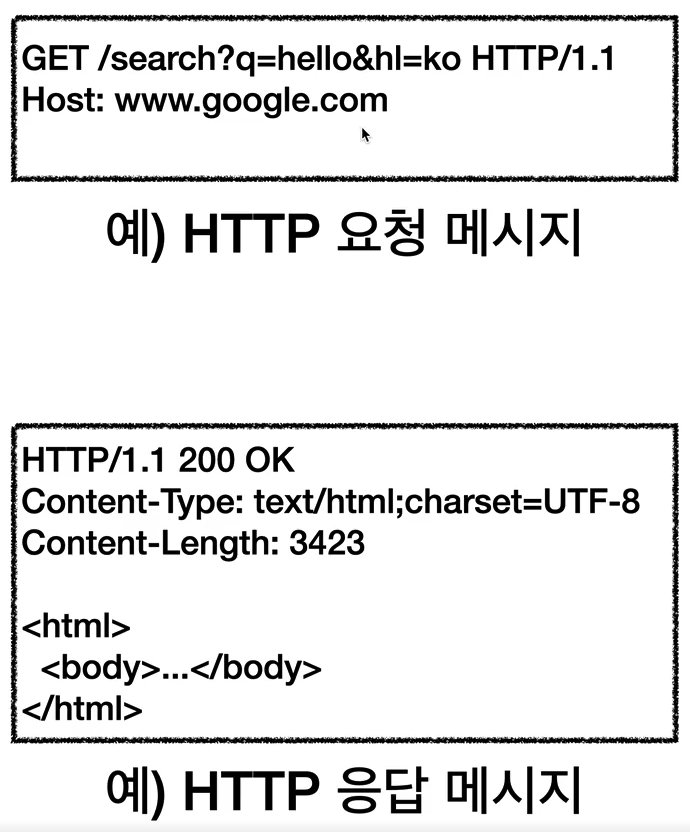 GET /search?q=hello&hl=ko HTTP/1.1
Host: www.google.com
예) HTTP 요청 메시지
HTTP/1.1 200 OK
Content-Type: text/html;charset=UTF-8
Content-Length: 3423
<html>
<body>...</body>
</html>
예) HTTP 응답 메시지